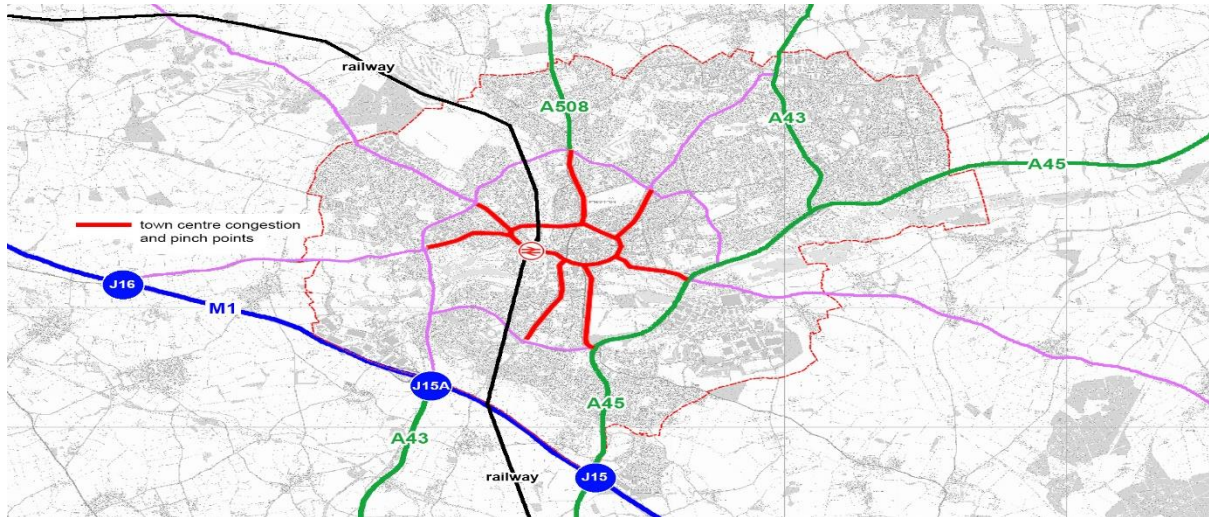 railway
A508
A43
A45
town centre congestion
and pinch points
J16
M1
J15A
A45
A43
railway
J15